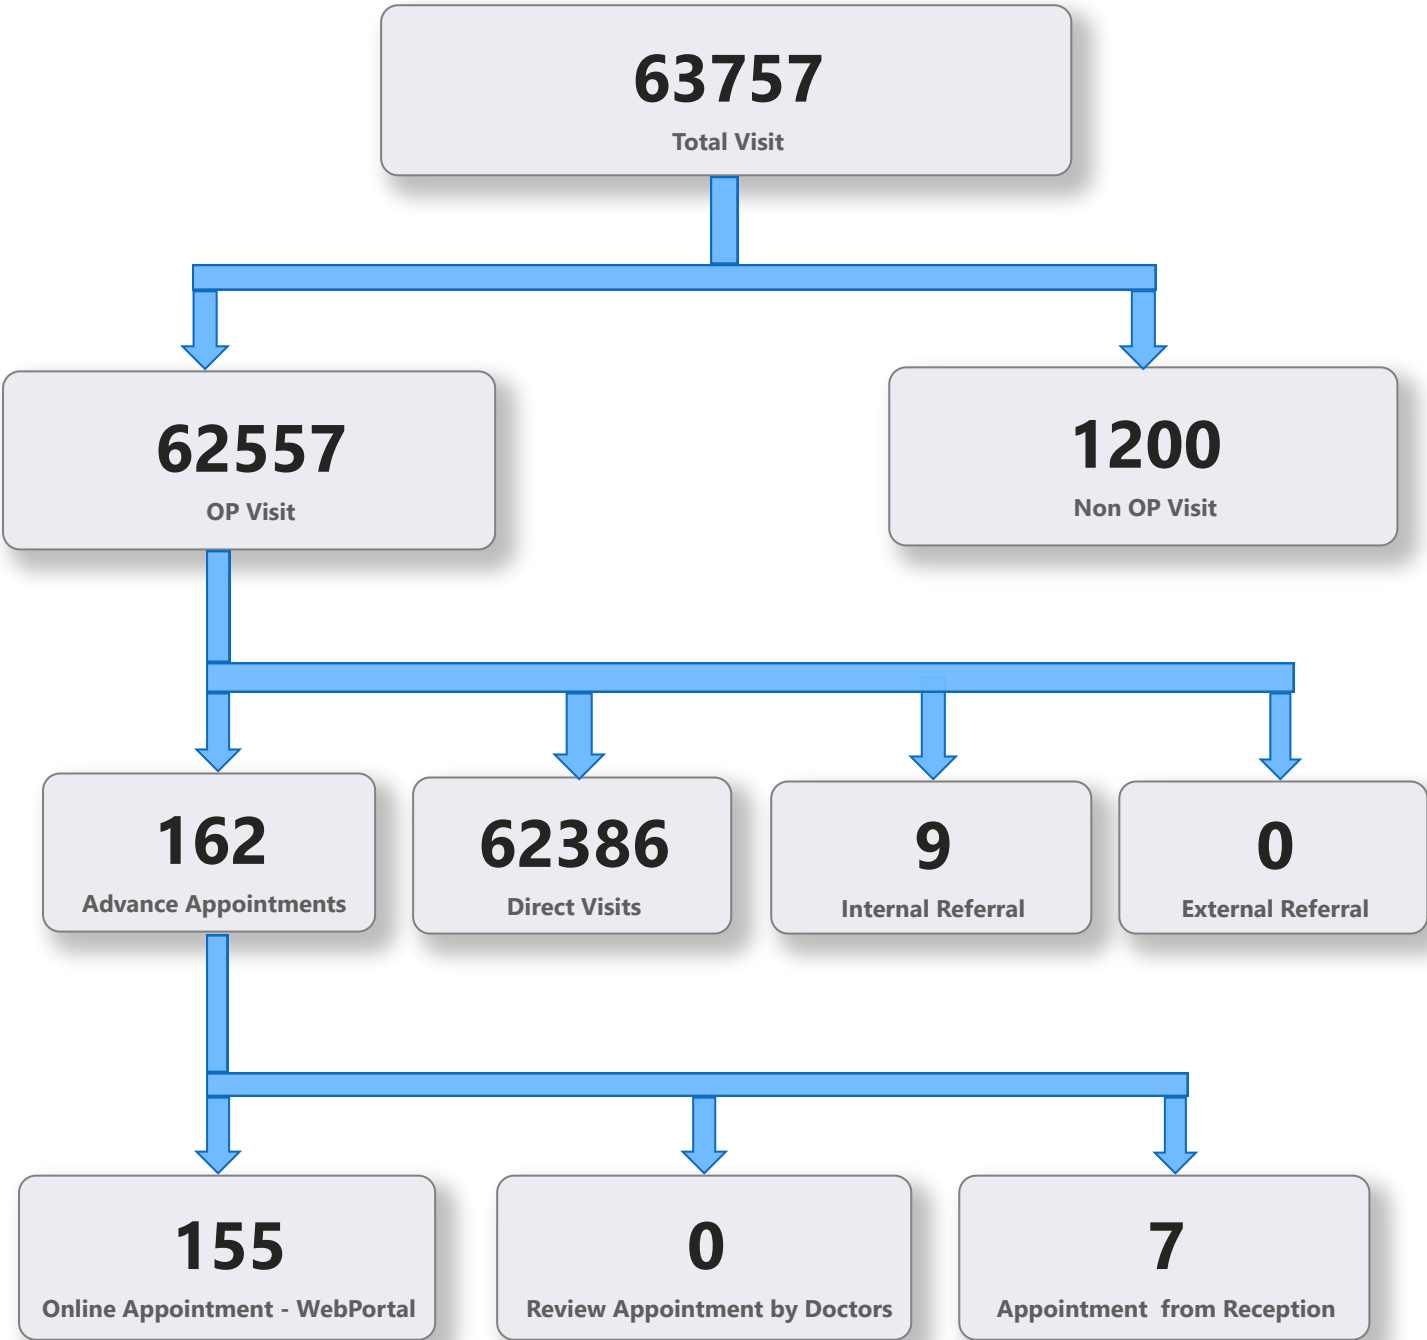 63757
Total Visit
62557
OP Visit
1200
Non OP Visit
162
Advance Appointments
62386
Direct Visits
9
Internal Referral
0
External Referral
155
Online Appointment - WebPortal
0
Review Appointment by Doctors
7
Appointment  from Reception